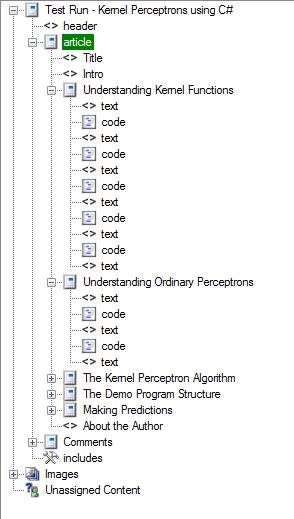 Test Run - Kernel Perceptrons using C#
header
article
Title
Intro
Understanding Kernel Functions
text
code
text
code
text
code
text
code
text
code
text
Understanding Ordinary Perceptrons
text
code
text
code
text
The Kernel Perceptron Algorithm
The Demo Program Structure
Making Predictions
About the Author
Comments
includes
Images
Unassigned Content